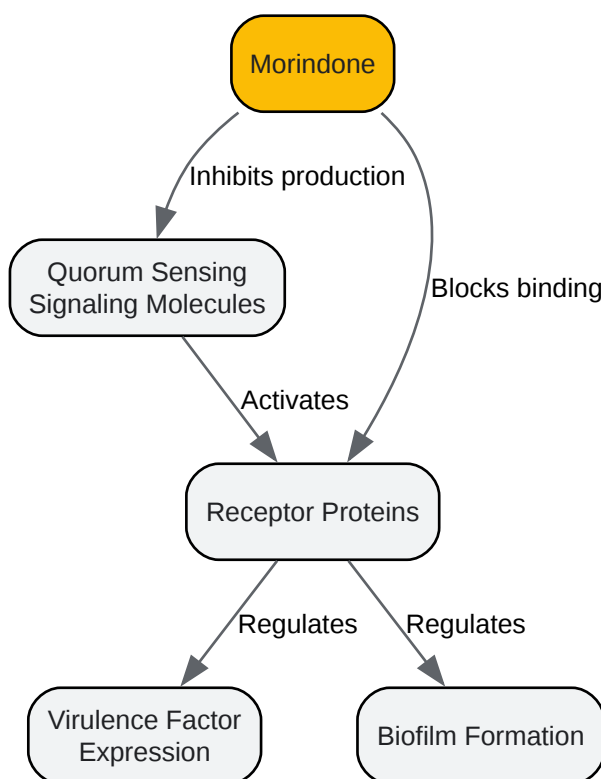 Morindone
Inhibits production
Quorum Sensing
Signaling Molecules
Blocks binding
Activates
Receptor Proteins
Regulates
Regulates
Virulence Factor
Expression
Biofilm Formation